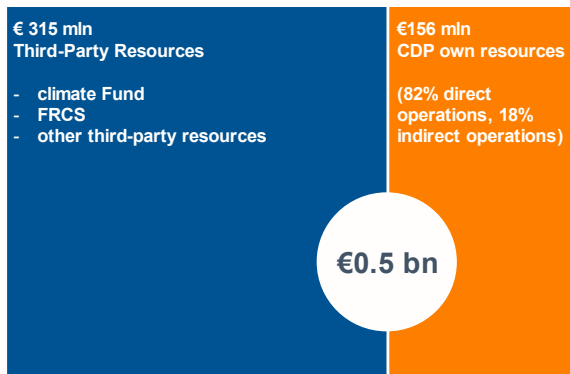 € 315 mln
Third-Party Resources
- climate Fund
- FRCS
- other third-party resources
€156 mln
CDP own resources
(82% direct
operations, 18%
indirect operations)
€0.5 bn